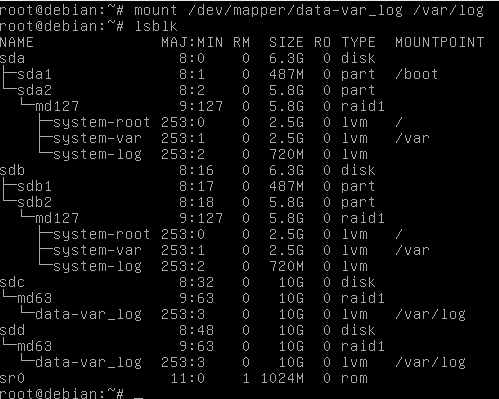 root@debian:~# mount /dev/mapper/data-var_log /var/log
root@debian:~# lsblk
NAME                MAJ:MIN RM  SIZE RO TYPE  MOUNTPOINT
sda                   8:0    0  6.3G  0 disk
├─sda1                8:1    0  487M  0 part  /boot
└─sda2                8:2    0  5.8G  0 part
  └─md127             9:127  0  5.8G  0 raid1
    ├─system-root 253:0    0  2.5G  0 lvm   /
    ├─system-var  253:1    0  2.5G  0 lvm   /var
    └─system-log  253:2    0  720M  0 lvm
sdb                   8:16   0  6.3G  0 disk
├─sdb1                8:17   0  487M  0 part
└─sdb2                8:18   0  5.8G  0 part
  └─md127             9:127  0  5.8G  0 raid1
    ├─system-root 253:0    0  2.5G  0 lvm   /
    ├─system-var  253:1    0  2.5G  0 lvm   /var
    └─system-log  253:2    0  720M  0 lvm
sdc                   8:32   0   10G  0 disk
└─md63                9:63   0   10G  0 raid1
  └─data-var_log  253:3    0   10G  0 lvm   /var/log
sdd                   8:48   0   10G  0 disk
└─md63                9:63   0   10G  0 raid1
  └─data-var_log  253:3    0   10G  0 lvm   /var/log
sr0                  11:0    1 1024M  0 rom
root@debian:~# _